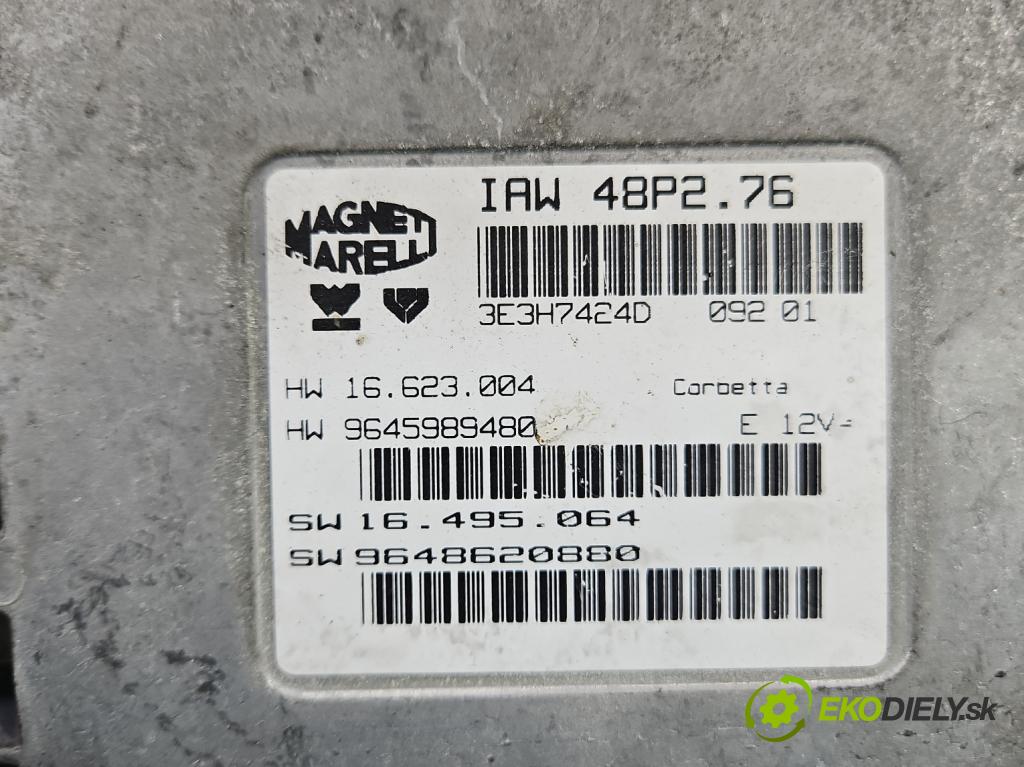 MAGNETI
MARELLI
IAW 48P2.76
3E3H7424D 092 01
HW 16.623.004 Corbetta
HW 9645989480 E 12V=
SW 16.495.064
SW 9648620880
EKODIELY.sk